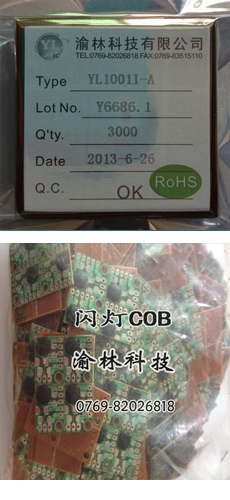 YL
IC
渝林科技有限公司
TEL:0769-82026818 FAX:0769-83515110
Type YL1001I-A
Lot No. Y6686.1
Q'ty. 3000
Date 2013-6-26
Q.C. OK
RoHS
闪灯COB
渝林科技
0769-82026818